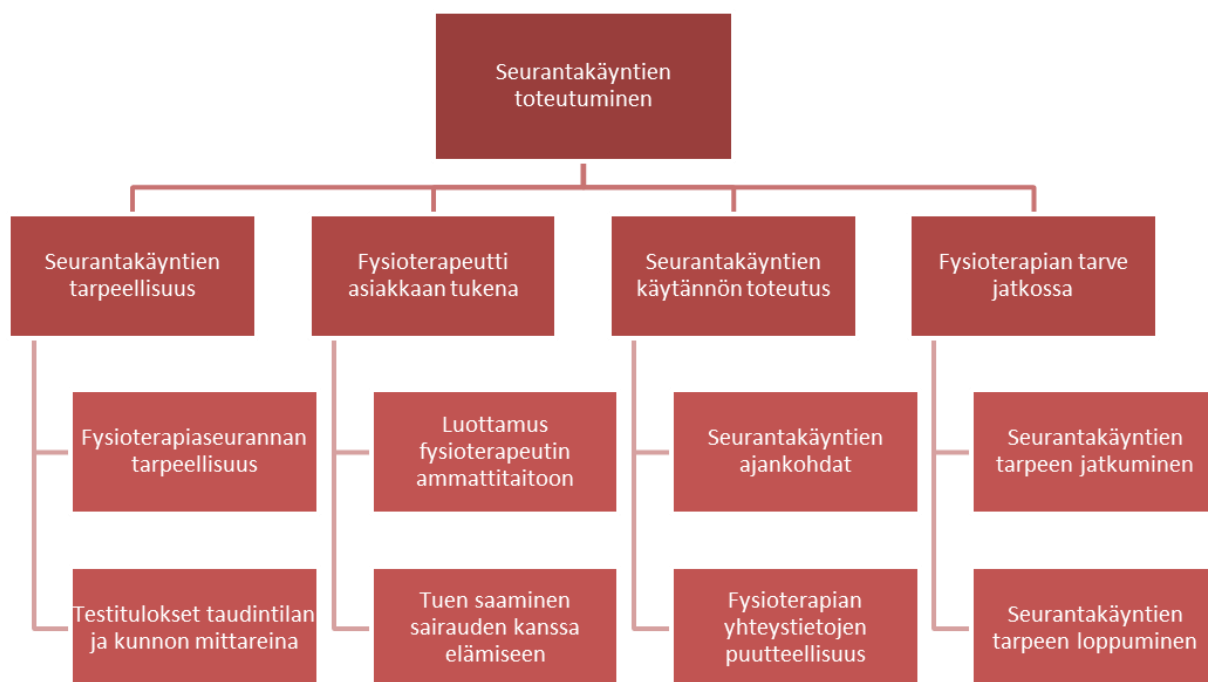 Seurantakäyntien
toteutuminen
Seurantakäyntien
tarpeellisuus
Fysioterapeutti
asiakkaan tukena
Seurantakäyntien
käytännön toteutus
Fysioterapian tarve
jatkossa
Fysioterapiaseurannan
tarpeellisuus
Luottamus
fysioterapeutin
ammattitaitoon
Seurantakäyntien
ajankohdat
Seurantakäyntien
tarpeen jatkuminen
Testitulokset taudintilan
ja kunnon mittareina
Tuen saaminen
sairauden kanssa
elämiseen
Fysioterapian
yhteystietojen
puutteellisuus
Seurantakäyntien
tarpeen loppuminen